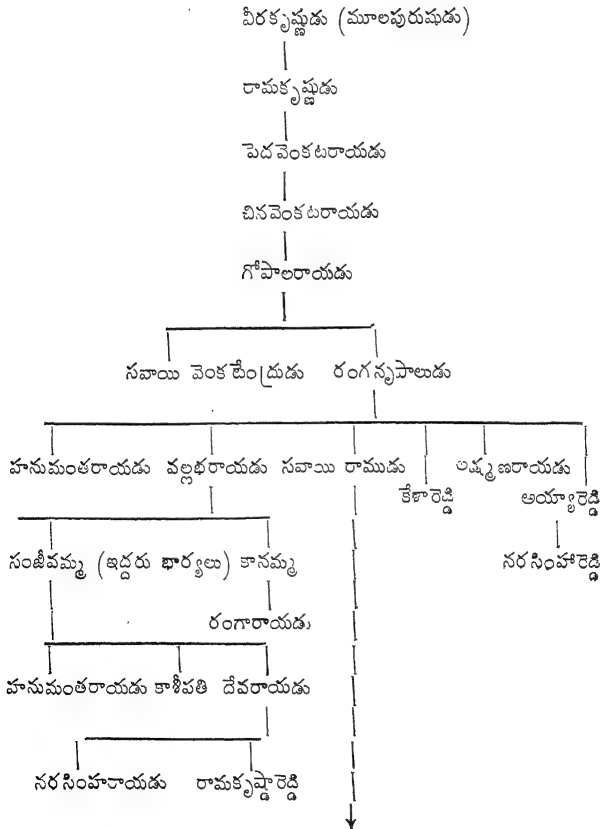 వీరకృష్ణుడు (మూలపురుషుడు)
రామకృష్ణుడు
పెదవెంకటరాయడు
చినవెంకటరాయడు
గోపాలరాయడు
సవాయి వెంకటేంద్రుడు రంగనృపాలుడు
హనుమంతరాయడు వల్లభరాయడు సవాయి రాముడు లక్ష్మణరాయడు
కేశారెడ్డి అయ్యారెడ్డి
సంజీవమ్మ (ఇద్దరు భార్యలు) కానమ్మ నరసింహారెడ్డి
రంగారాయడు
హనుమంతరాయడు కాశీపతి దేవరాయడు
నరసింహరాయడు రామకృష్ణారెడ్డి